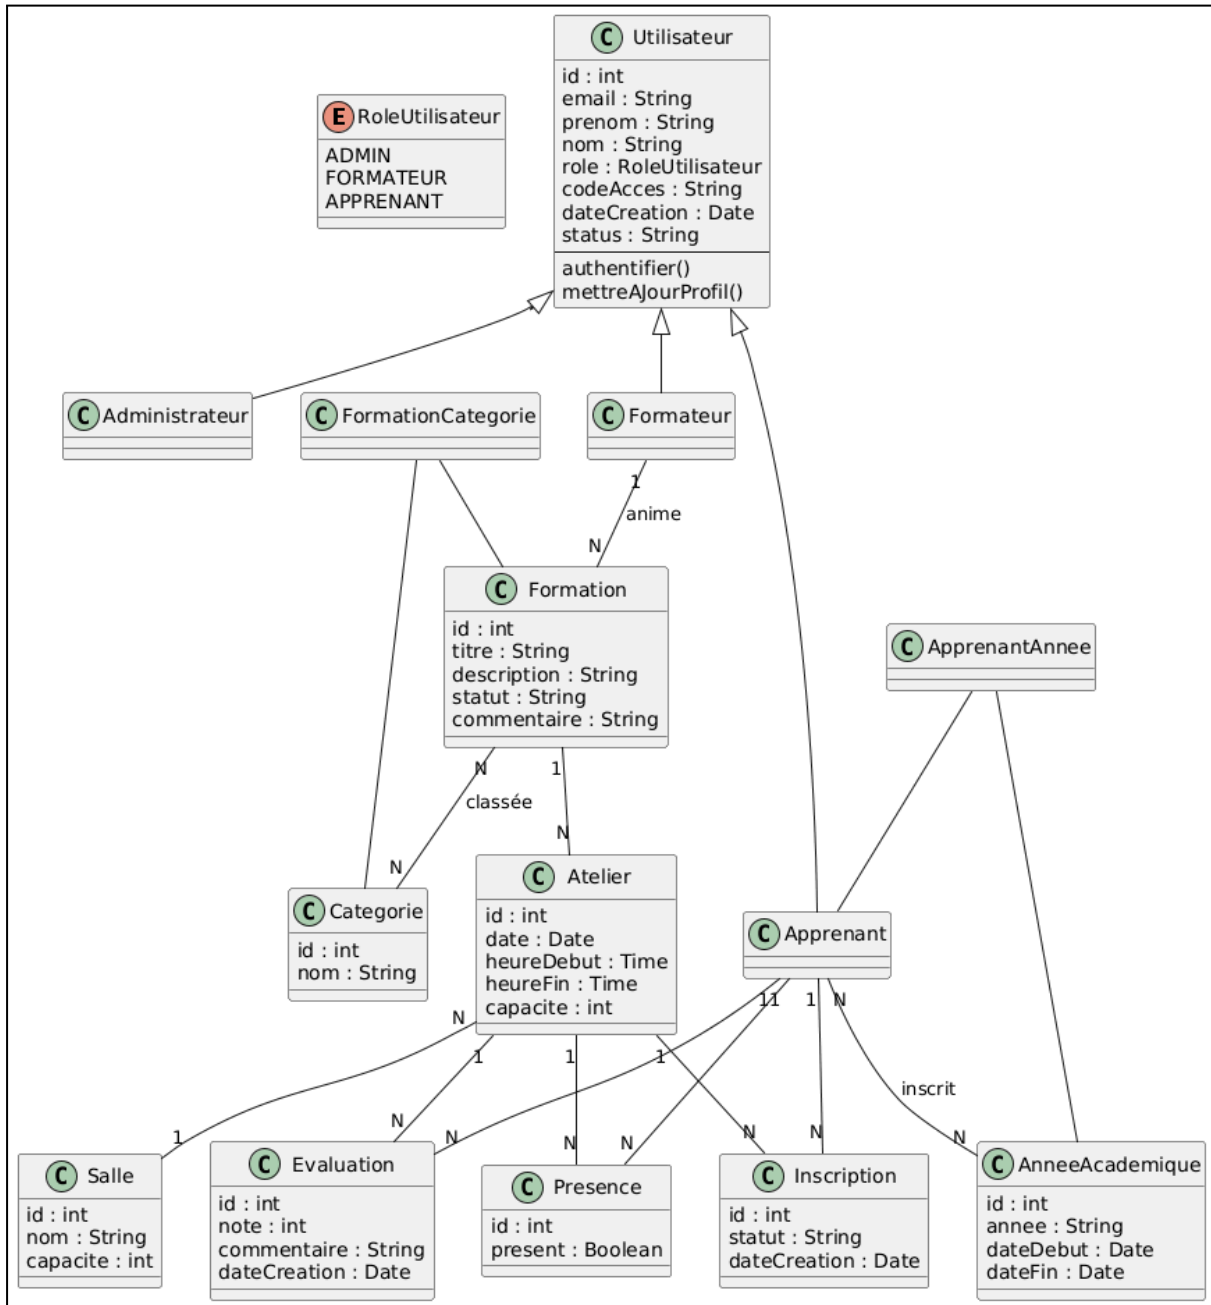 C Utilisateur
id : int
email : String
prenom : String
nom : String
role : RoleUtilisateur
codeAcces : String
dateCreation : Date
status : String
authentifier()
mettreAJourProfil()
E RoleUtilisateur
ADMIN
FORMATEUR
APPRENANT
C Administrateur
C FormationCategorie
C Formateur
1
anime
N
C Formation
id : int
titre : String
description : String
statut : String
commentaire : String
C ApprenantAnnee
N
1
classée
N
N
C Categorie
id : int
nom : String
C Atelier
id : int
date : Date
heureDebut : Time
heureFin : Time
capacite : int
C Apprenant
N
1
1
1
1
1
1
N
inscrit
1
N
N
N
N
N
N
N
C Salle
id : int
nom : String
capacite : int
C Evaluation
id : int
note : int
commentaire : String
dateCreation : Date
C Presence
id : int
present : Boolean
C Inscription
id : int
statut : String
dateCreation : Date
C AnneeAcademique
id : int
annee : String
dateDebut : Date
dateFin : Date